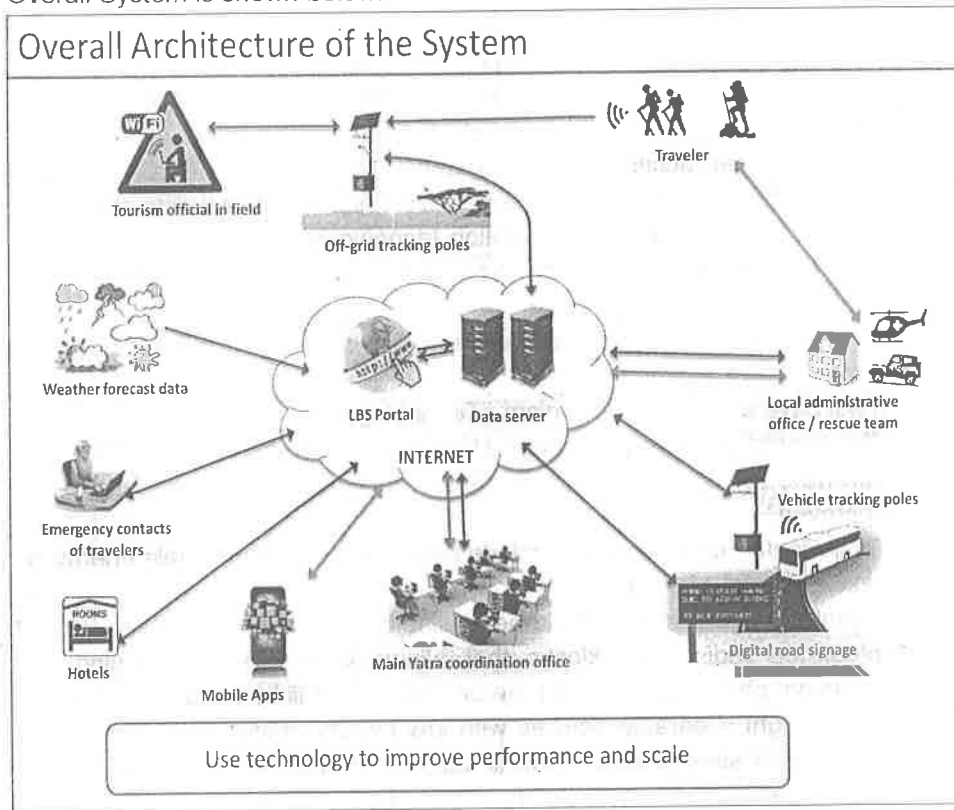 Overall System is shown below.
Overall Architecture of the System
WiFi
Traveler
Tourism official in field
Off-grid tracking poles
Weather forecast data
http://www
LBS Portal
Data server
Local administrative
office / rescue team
INTERNET
Vehicle tracking poles
Emergency contacts
of travelers
ROOMS
Hotels
Mobile Apps
Main Yatra coordination office
Digital road signage
Use technology to improve performance and scale